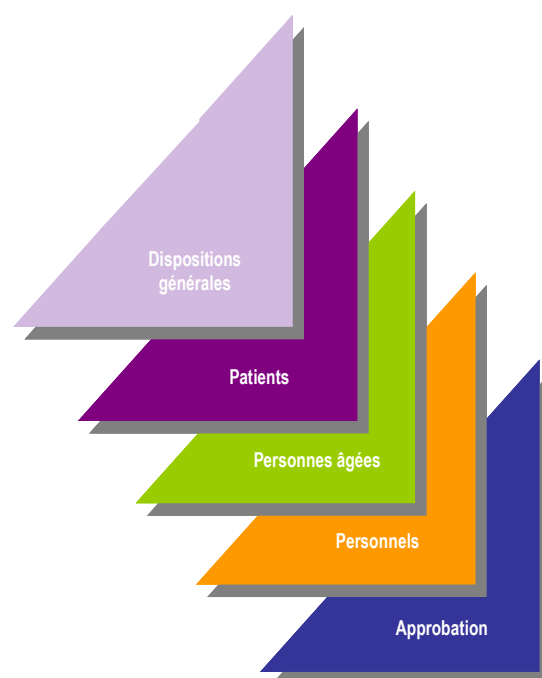 Dispositions
générales
Patients
Personnes âgées
Personnels
Approbation